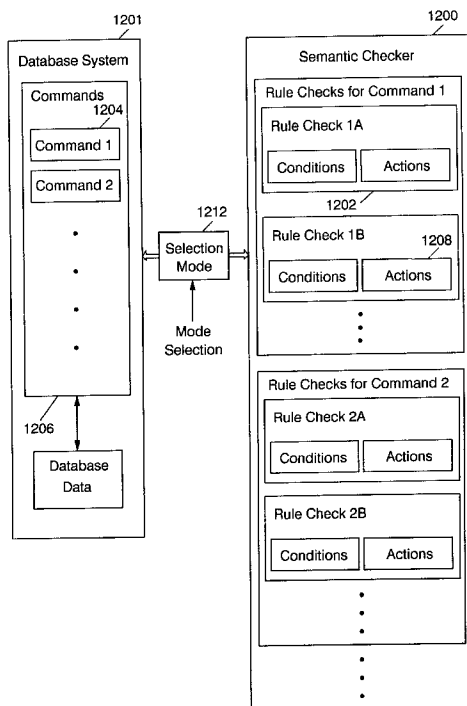 1201
Database System
Commands
1204
Command 1
Command 2
1206
Database
Data
1212
Selection
Mode
Mode
Selection
1200
Semantic Checker
Rule Checks for Command 1
Rule Check 1A
Conditions
Actions
1202
Rule Check 1B
1208
Conditions
Actions
Rule Checks for Command 2
Rule Check 2A
Conditions
Actions
Rule Check 2B
Conditions
Actions